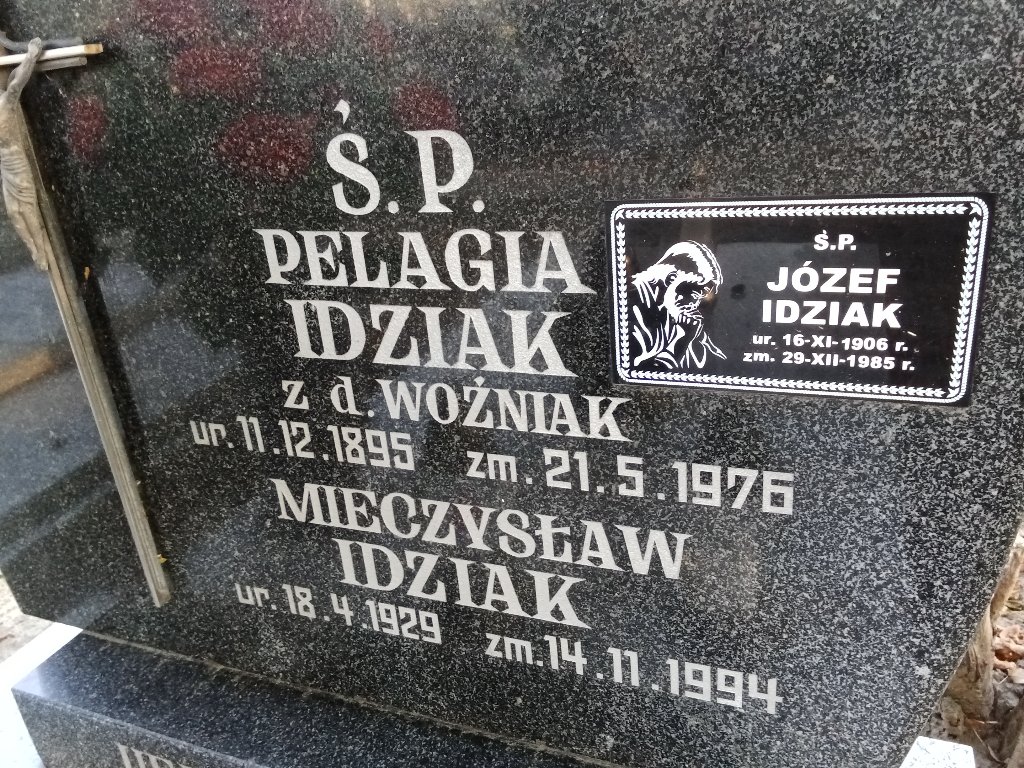 Ś.P.
PELAGIA
IDZIAK
z d. WOŹNIAK
ur. 11.12.1895 zm. 21.5.1976
MIECZYSŁAW
IDZIAK
ur. 18.4.1929 zm. 14.11.1994
Ś.P.
JÓZEF
IDZIAK
ur. 16-XI-1906 r.
zm. 29-XII-1985 r.